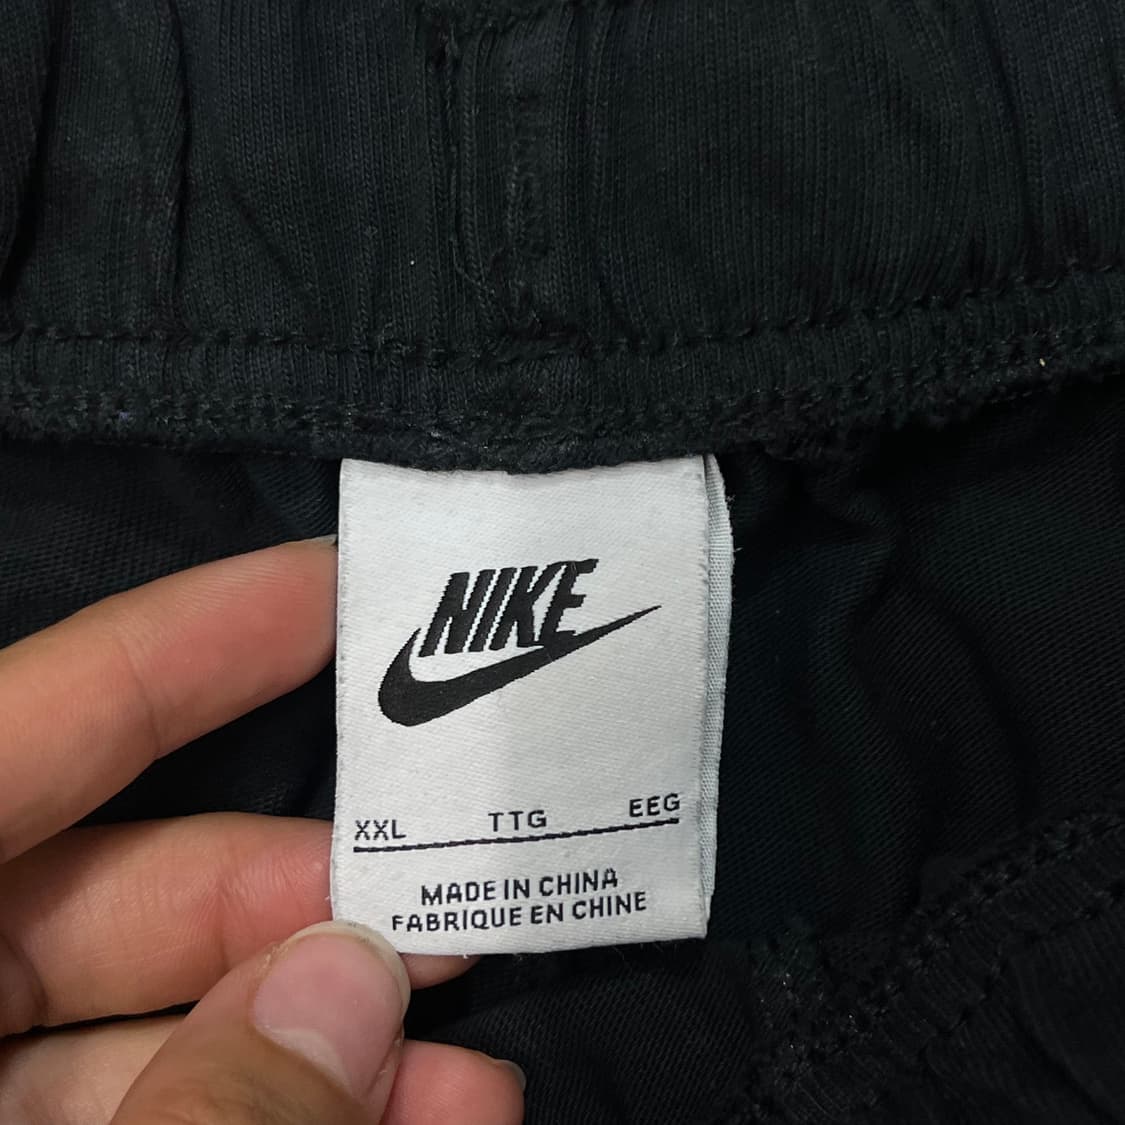 NIKE
XXL TTG EEG
MADE IN CHINA
FABRIQUE EN CHINE